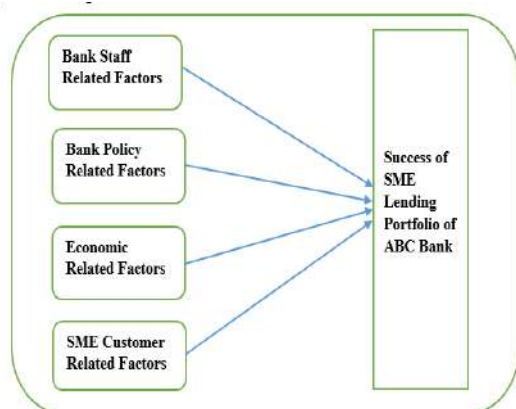 Bank Staff
Related Factors
Bank Policy
Related Factors
Economic
Related Factors
SME Customer
Related Factors
Success of
SME
Lending
Portfolio of
ABC Bank